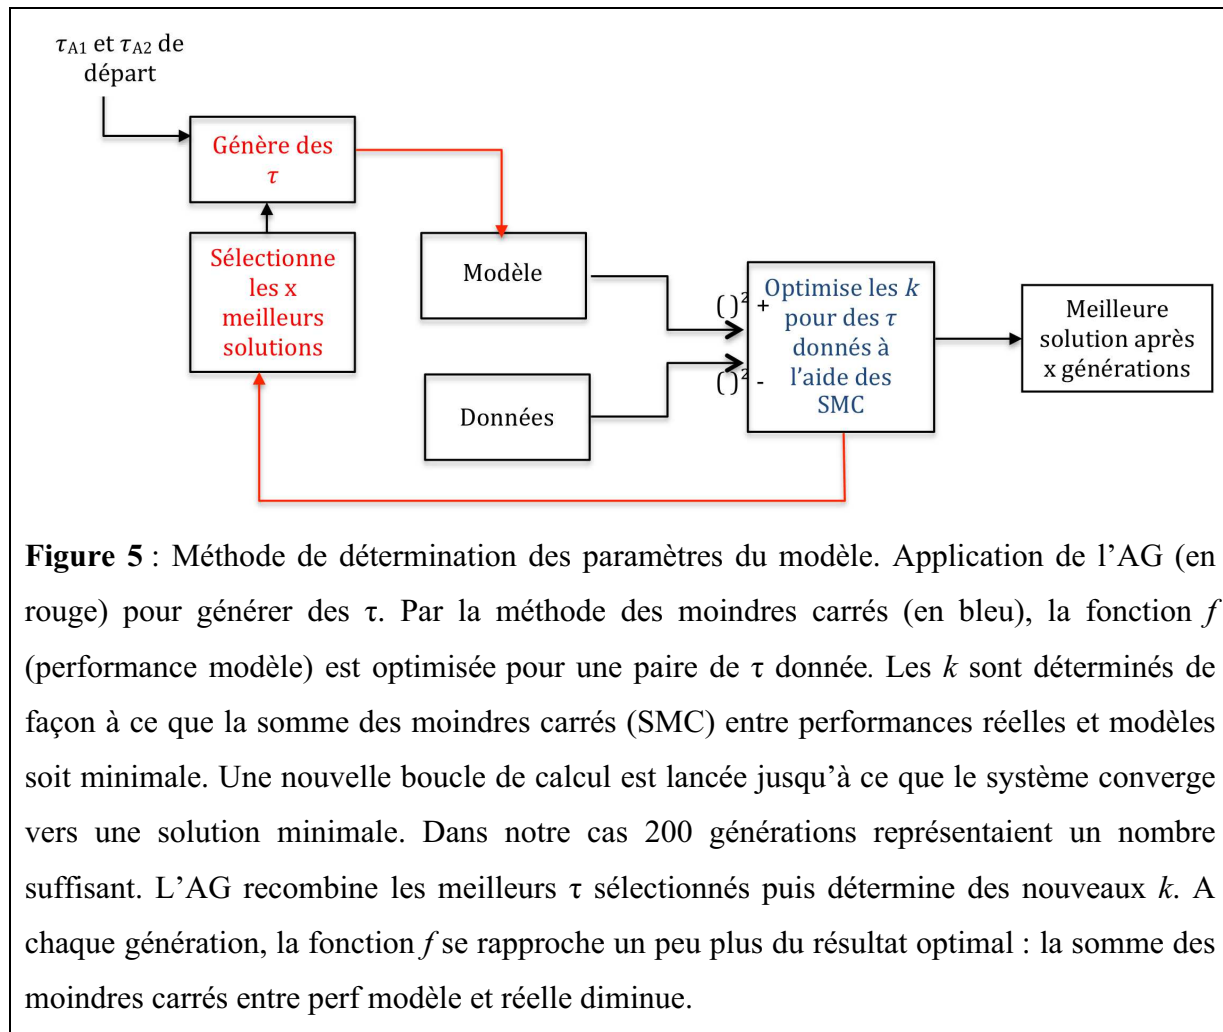 τA1 et τA2 de
départ
Génère des
τ
Sélectionne
les x
meilleurs
solutions
Modèle
Données
()² +
()² -
Optimise les k
pour des τ
donnés à
l'aide des
SMC
Meilleure
solution après
x générations
Figure 5 : Méthode de détermination des paramètres du modèle. Application de l'AG (en
rouge) pour générer des τ. Par la méthode des moindres carrés (en bleu), la fonction f
(performance modèle) est optimisée pour une paire de τ donnée. Les k sont déterminés de
façon à ce que la somme des moindres carrés (SMC) entre performances réelles et modèles
soit minimale. Une nouvelle boucle de calcul est lancée jusqu'à ce que le système converge
vers une solution minimale. Dans notre cas 200 générations représentaient un nombre
suffisant. L'AG recombine les meilleurs τ sélectionnés puis détermine des nouveaux k. A
chaque génération, la fonction f se rapproche un peu plus du résultat optimal : la somme des
moindres carrés entre perf modèle et réelle diminue.